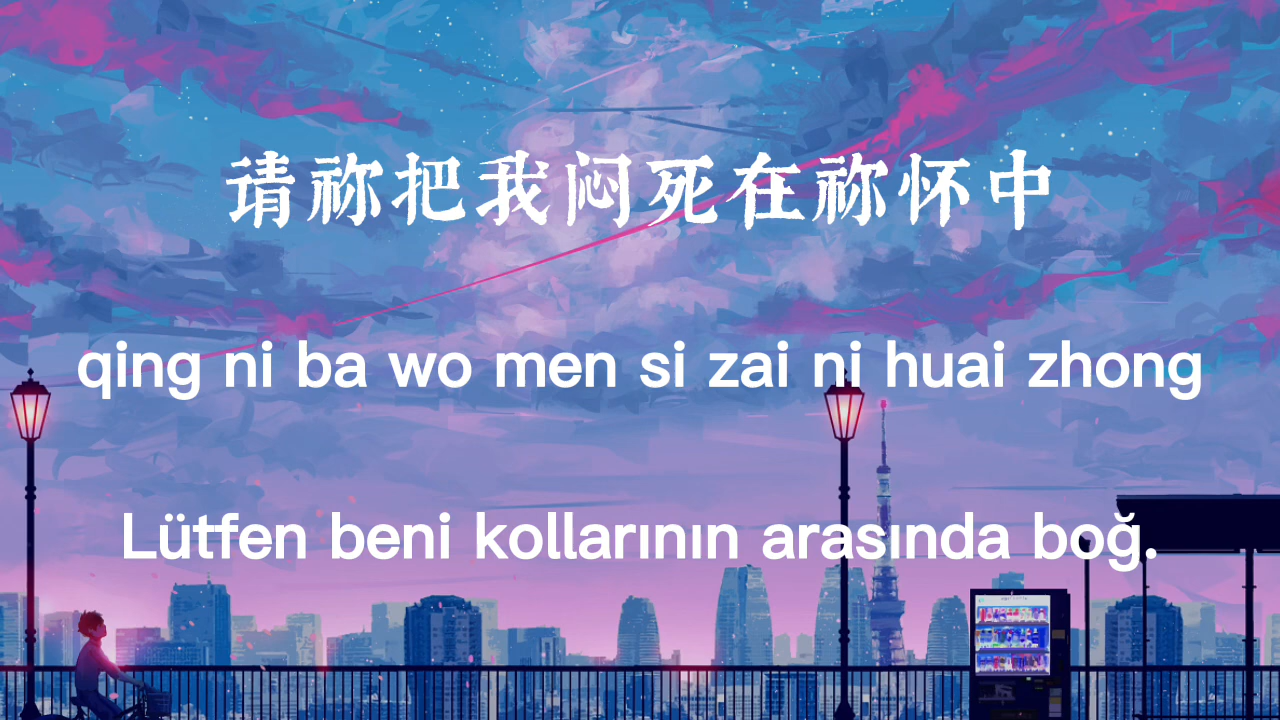 请祢把我闷死在祢怀中
qing ni ba wo men si zai ni huai zhong
Lütfen beni kollarının arasında boğ.